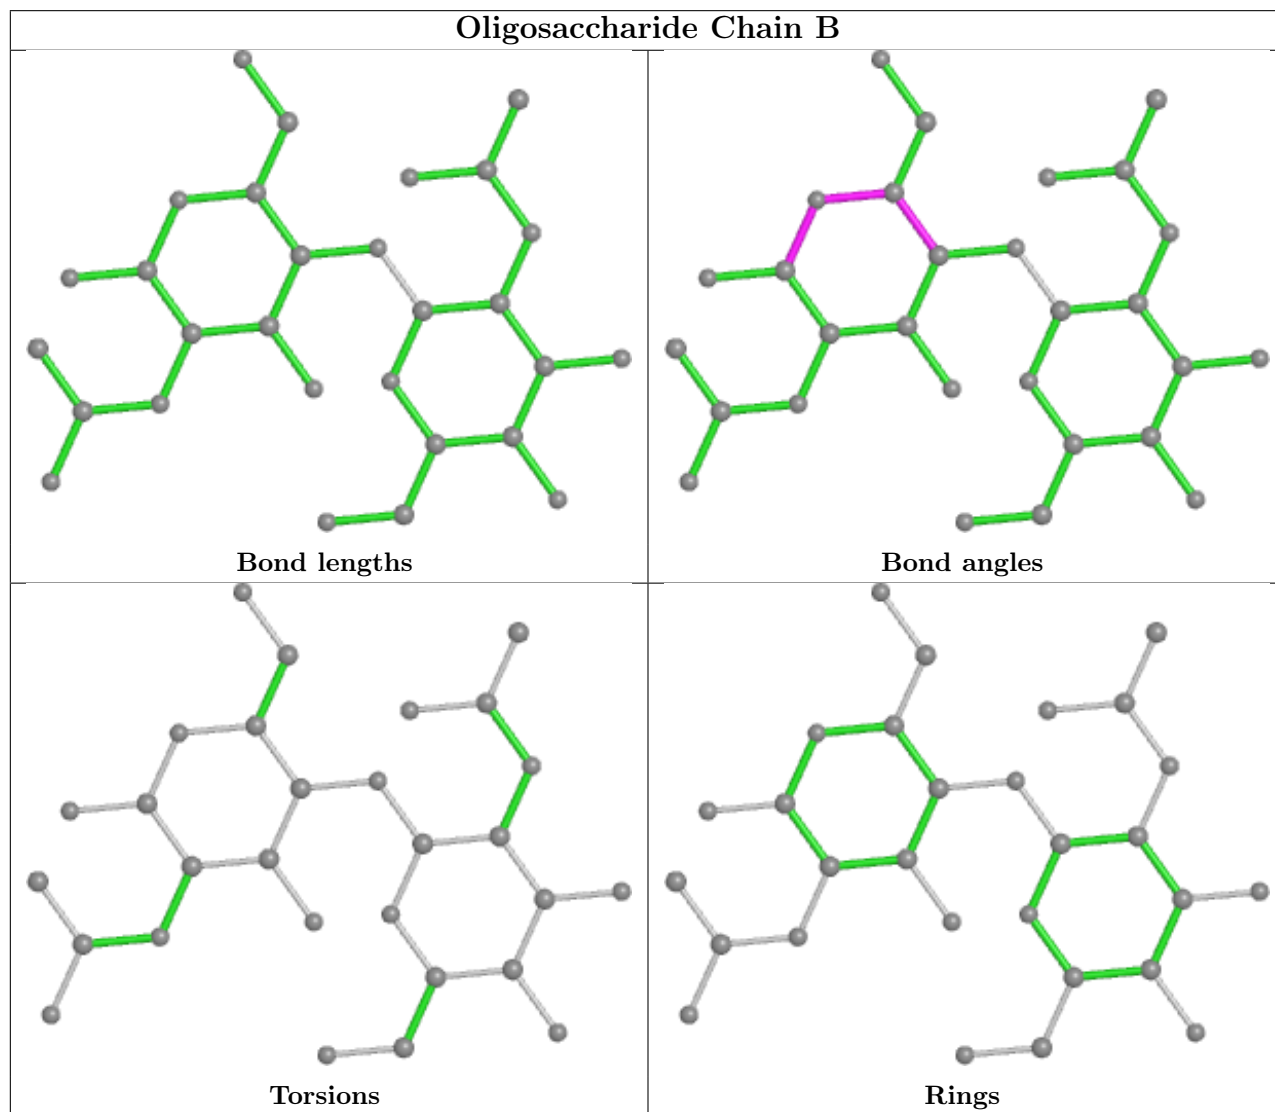 Oligosaccharide Chain B
Bond lengths
Bond angles
Torsions
Rings